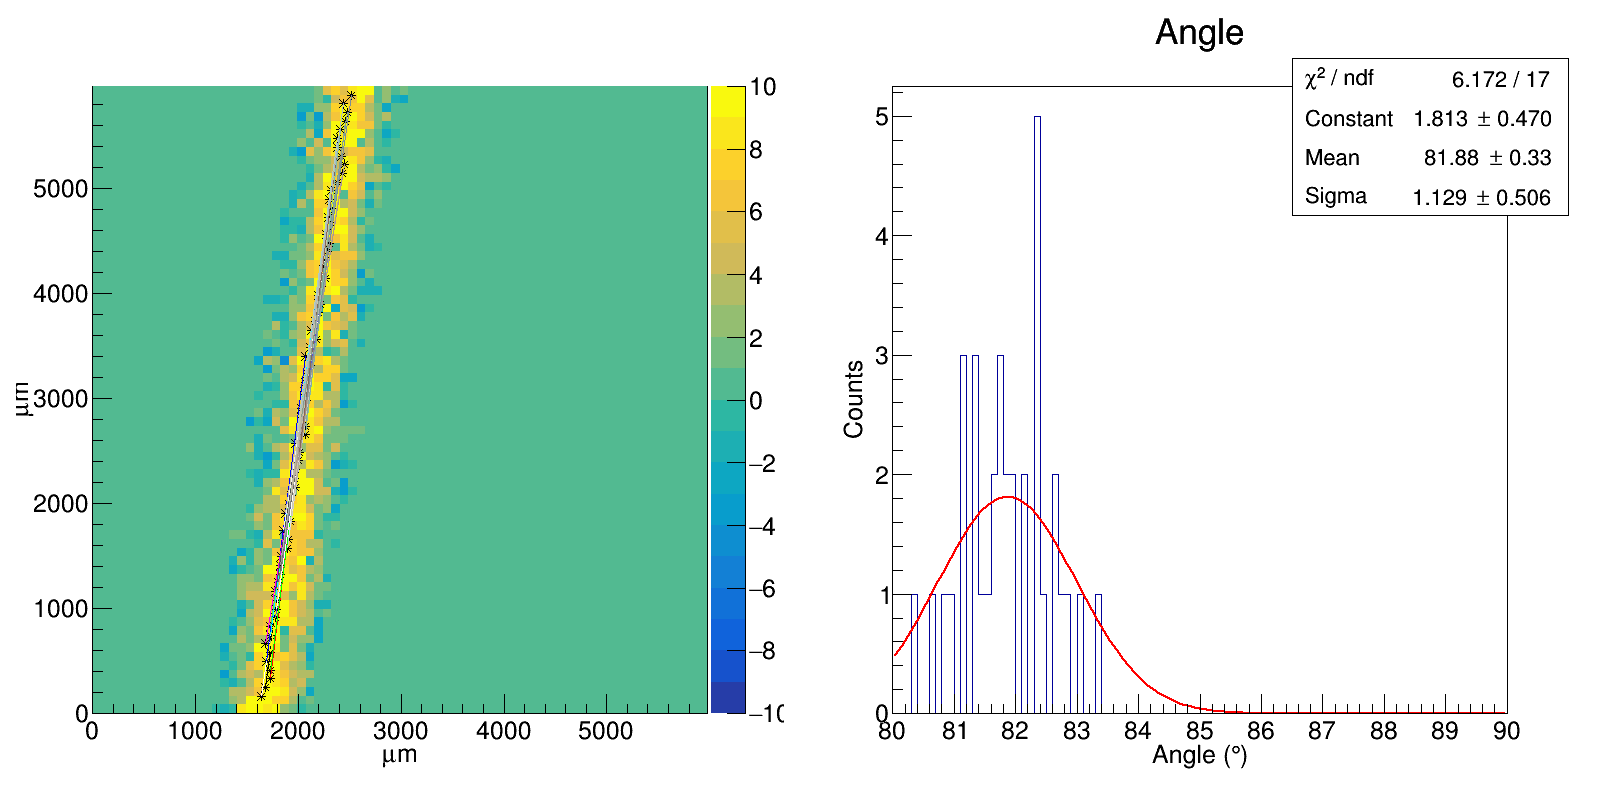 Angle
χ² / ndf 6.172 / 17
Constant 1.813 ± 0.470
Mean 81.88 ± 0.33
Sigma 1.129 ± 0.506
10
8
6
4
2
0
−2
−4
−6
−8
−10
5000
4000
3000
2000
1000
0
μm
0 1000 2000 3000 4000 5000
μm
5
4
3
2
1
0
Counts
80 81 82 83 84 85 86 87 88 89 90
Angle (°)